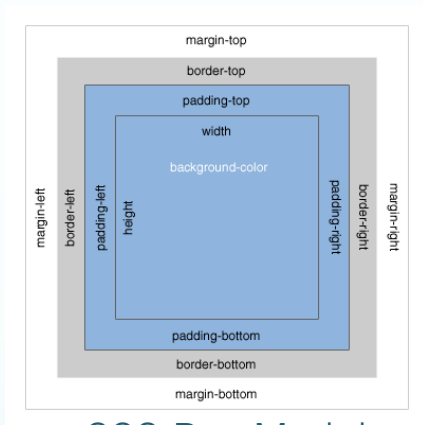 margin-top
border-top
padding-top
width
background-color
margin-left
border-left
padding-left
height
padding-right
border-right
margin-right
padding-bottom
border-bottom
margin-bottom